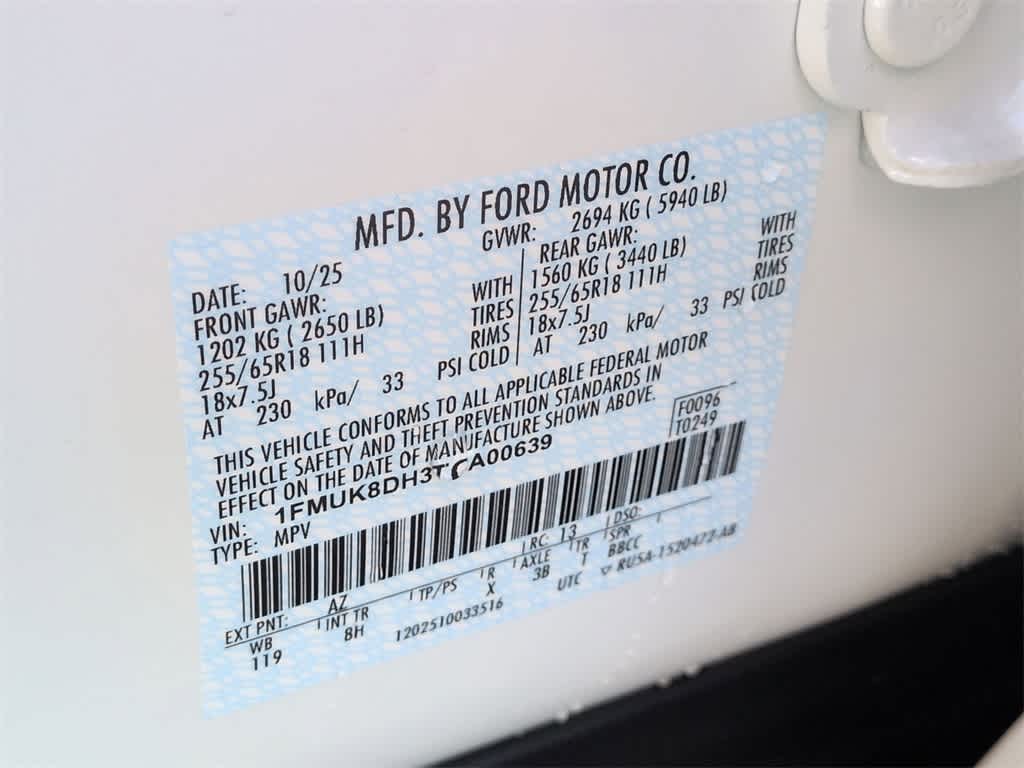 MFD. BY FORD MOTOR CO.
DATE: 10/25 GVWR: 2694 KG ( 5940 LB)
FRONT GAWR: REAR GAWR:
1202 KG ( 2650 LB) WITH 1560 KG ( 3440 LB) WITH
255/65R18 111H TIRES 255/65R18 111H TIRES
18x7.5J RIMS 18x7.5J RIMS
AT 230 kPa/ 33 PSI COLD AT 230 kPa/ 33 PSI COLD
THIS VEHICLE CONFORMS TO ALL APPLICABLE FEDERAL MOTOR
VEHICLE SAFETY AND THEFT PREVENTION STANDARDS IN
EFFECT ON THE DATE OF MANUFACTURE SHOWN ABOVE.
F0096
T0249
VIN: 1FMUK8DH3TGA00639
TYPE: MPV
EXT PNT: AZ RC: 13 DSO:
WB INT TR TP/PS R AXLE TR SPR
119 8H X 3B T BBCC
1202510033516 UTC ▽ RU5A-1520472-AB